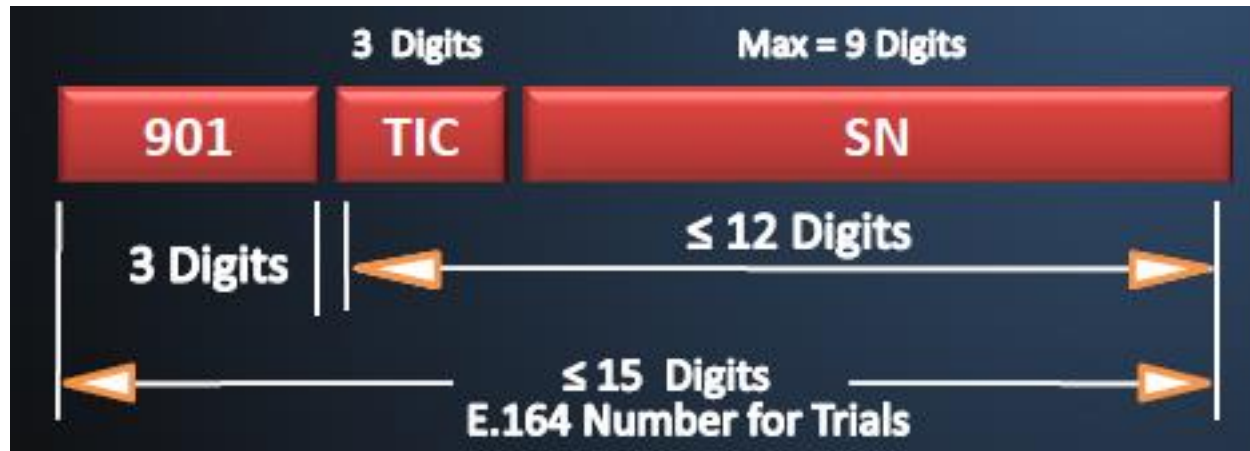 3 Digits
Max = 9 Digits
901
TIC
SN
≤ 12 Digits
3 Digits
≤ 15 Digits
E.164 Number for Trials